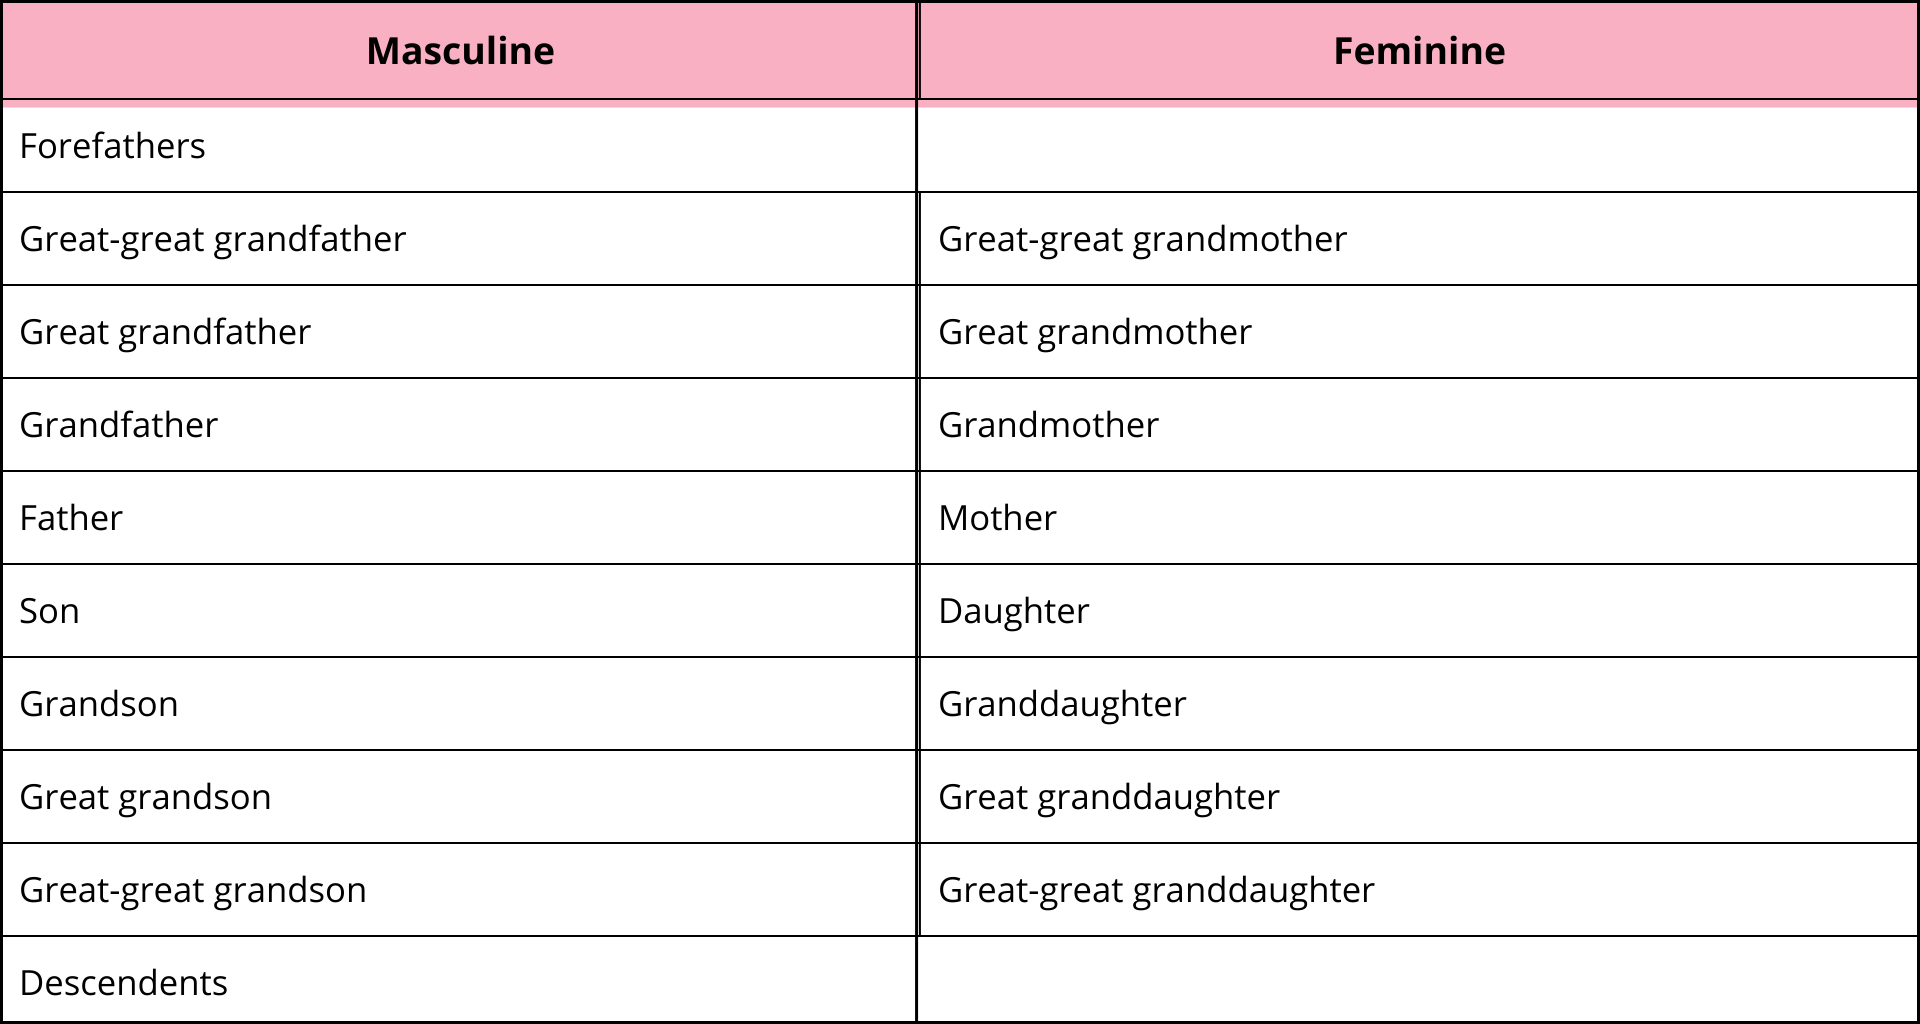 Masculine Feminine
Forefathers
Great-great grandfather Great-great grandmother
Great grandfather Great grandmother
Grandfather Grandmother
Father Mother
Son Daughter
Grandson Granddaughter
Great grandson Great granddaughter
Great-great grandson Great-great granddaughter
Descendents